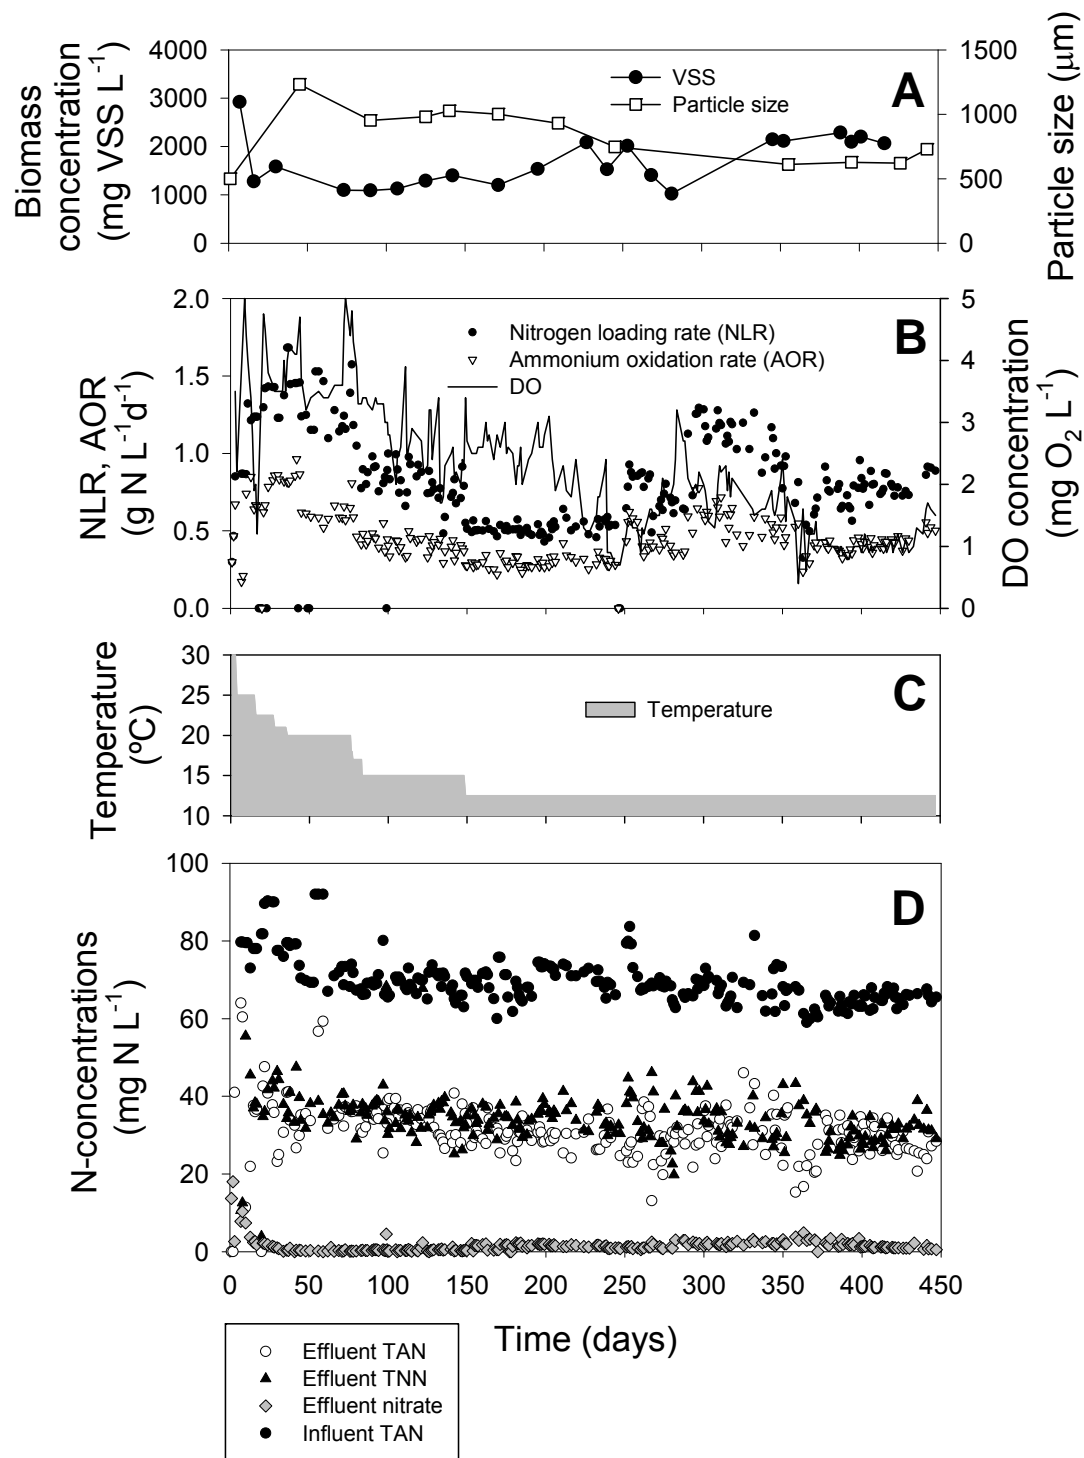 Biomass
concentration
(mg VSS L-1)
4000
3000
2000
1000
0
VSS
Particle size
A
1500
1000
500
0
Particle size (μm)
NLR, AOR
(g N L-1d-1)
2.0
1.5
1.0
0.5
0.0
Nitrogen loading rate (NLR)
Ammonium oxidation rate (AOR)
DO
B
5
4
3
2
1
0
DO concentration
(mg O2 L-1)
Temperature
(ºC)
30
25
20
15
10
Temperature
C
N-concentrations
(mg N L-1)
100
80
60
40
20
0
D
0 50 100 150 200 250 300 350 400 450
Time (days)
Effluent TAN
Effluent TNN
Effluent nitrate
Influent TAN